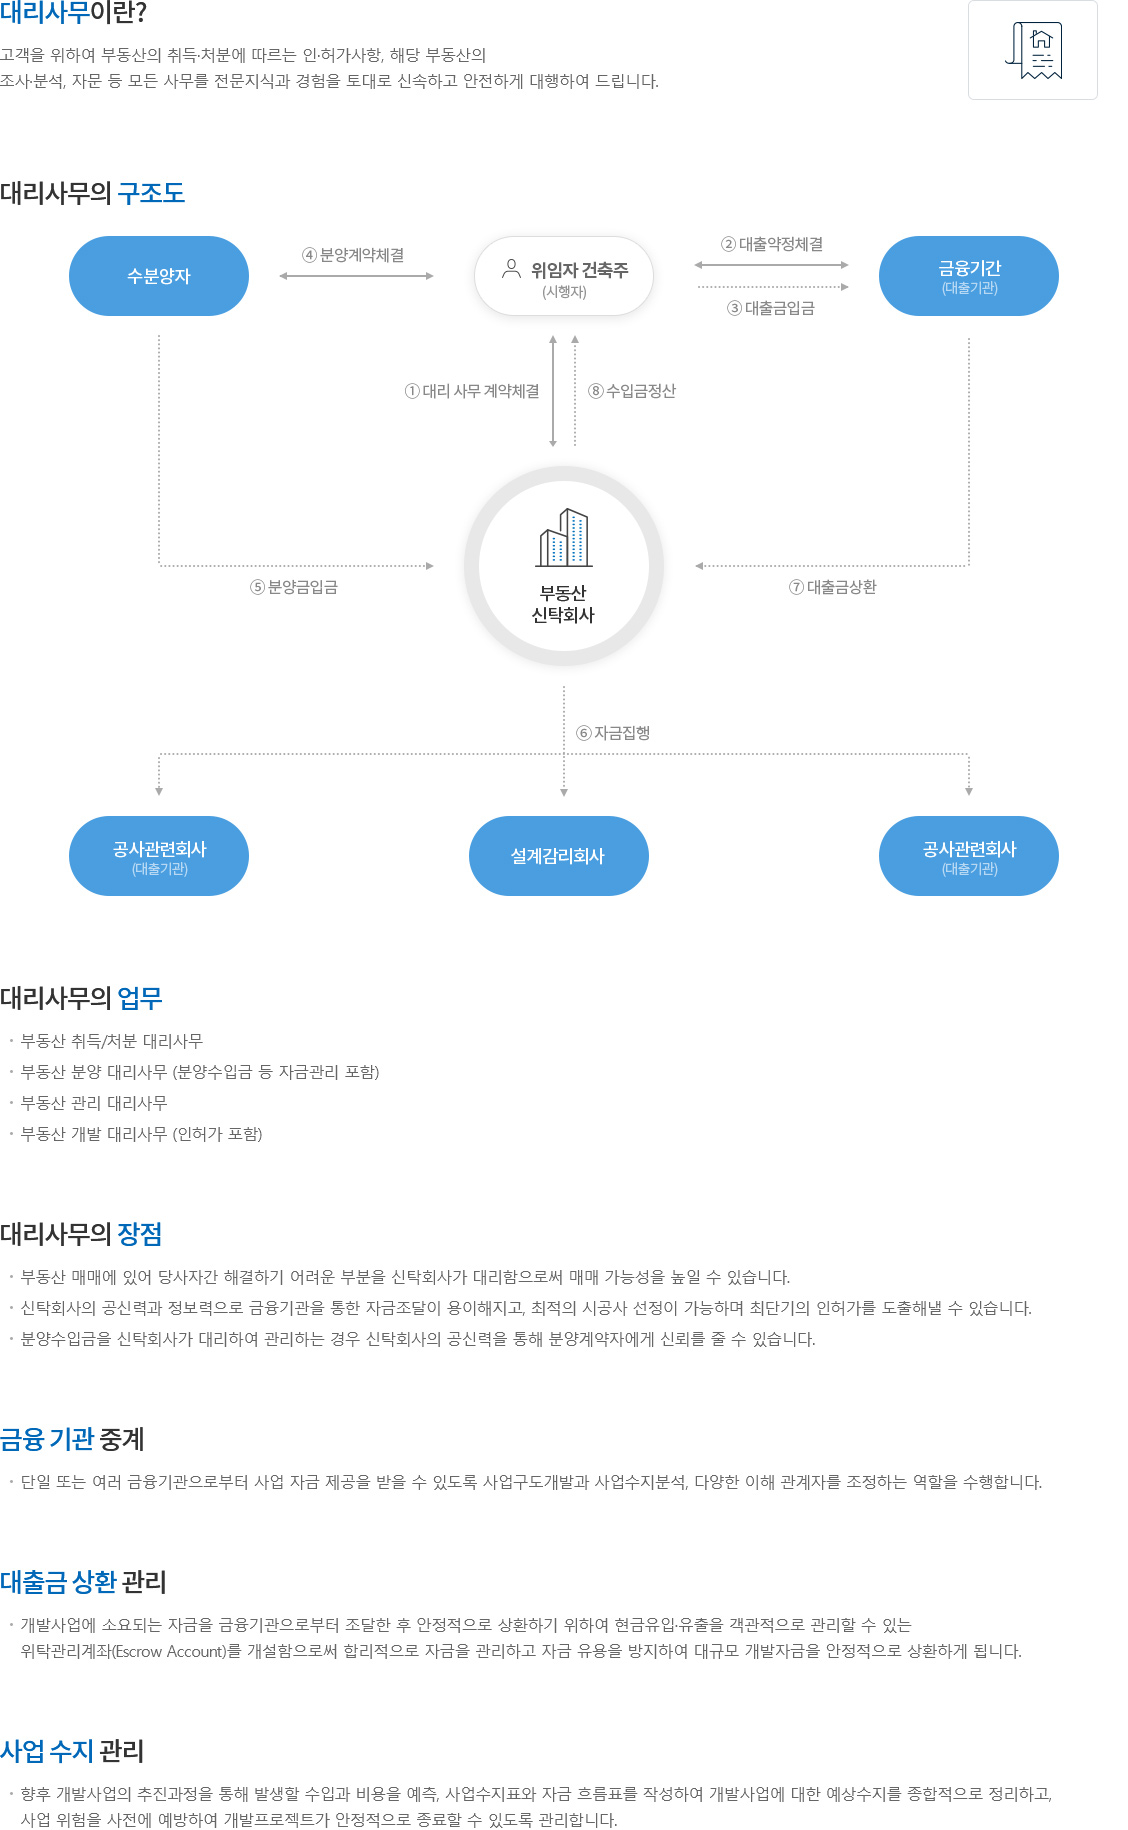 대리사무이란?
고객을 위하여 부동산의 취득·처분에 따르는 인·허가사항, 해당 부동산의
조사·분석, 자문 등 모든 사무를 전문지식과 경험을 토대로 신속하고 안전하게 대행하여 드립니다.
대리사무의 구조도
수분양자
④ 분양계약체결
위임자 건축주
(시행자)
② 대출약정체결
③ 대출금입금
금융기간
(대출기관)
① 대리 사무 계약체결
⑧ 수입금정산
부동산
신탁회사
⑤ 분양금입금
⑦ 대출금상환
⑥ 자금집행
공사관련회사
(대출기관)
설계감리회사
공사관련회사
(대출기관)
대리사무의 업무
· 부동산 취득/처분 대리사무
· 부동산 분양 대리사무 (분양수입금 등 자금관리 포함)
· 부동산 관리 대리사무
· 부동산 개발 대리사무 (인허가 포함)
대리사무의 장점
· 부동산 매매에 있어 당사자간 해결하기 어려운 부분을 신탁회사가 대리함으로써 매매 가능성을 높일 수 있습니다.
· 신탁회사의 공신력과 정보력으로 금융기관을 통한 자금조달이 용이해지고, 최적의 시공사 선정이 가능하며 최단기의 인허가를 도출해낼 수 있습니다.
· 분양수입금을 신탁회사가 대리하여 관리하는 경우 신탁회사의 공신력을 통해 분양계약자에게 신뢰를 줄 수 있습니다.
금융 기관 중계
· 단일 또는 여러 금융기관으로부터 사업 자금 제공을 받을 수 있도록 사업구도개발과 사업수지분석, 다양한 이해 관계자를 조정하는 역할을 수행합니다.
대출금 상환 관리
· 개발사업에 소요되는 자금을 금융기관으로부터 조달한 후 안정적으로 상환하기 위하여 현금유입·유출을 객관적으로 관리할 수 있는
위탁관리계좌(Escrow Account)를 개설함으로써 합리적으로 자금을 관리하고 자금 유용을 방지하여 대규모 개발자금을 안정적으로 상환하게 됩니다.
사업 수지 관리
· 향후 개발사업의 추진과정을 통해 발생할 수입과 비용을 예측, 사업수지표와 자금 흐름표를 작성하여 개발사업에 대한 예상수지를 종합적으로 정리하고,
사업 위험을 사전에 예방하여 개발프로젝트가 안정적으로 종료할 수 있도록 관리합니다.